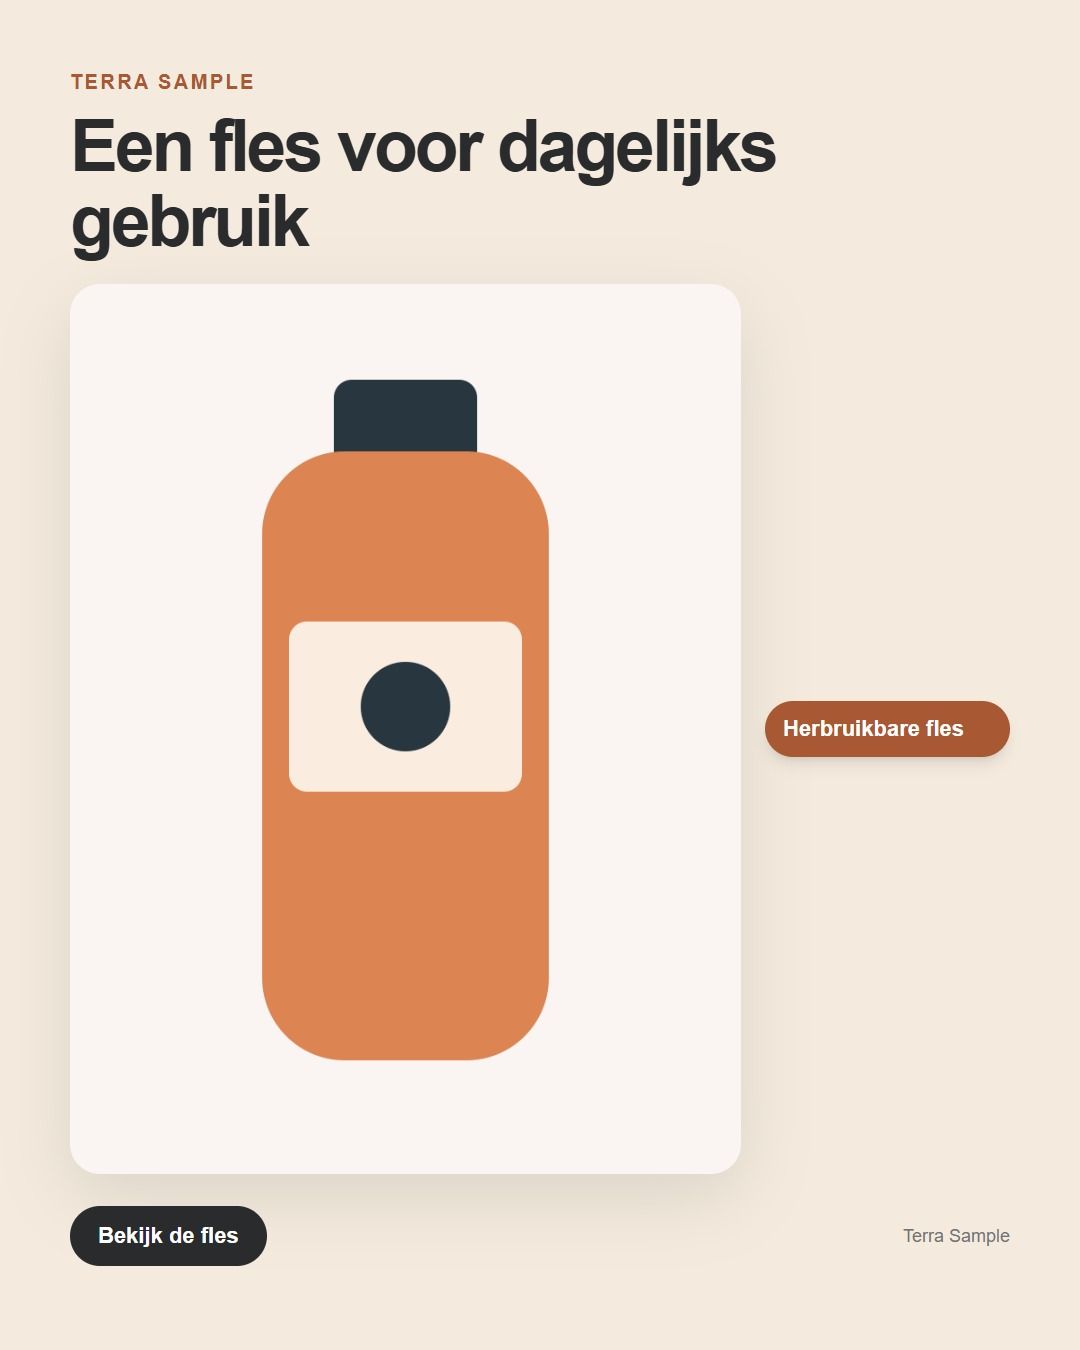 TERRA SAMPLE
Een fles voor dagelijks
gebruik
Herbruikbare fles
Bekijk de fles
Terra Sample